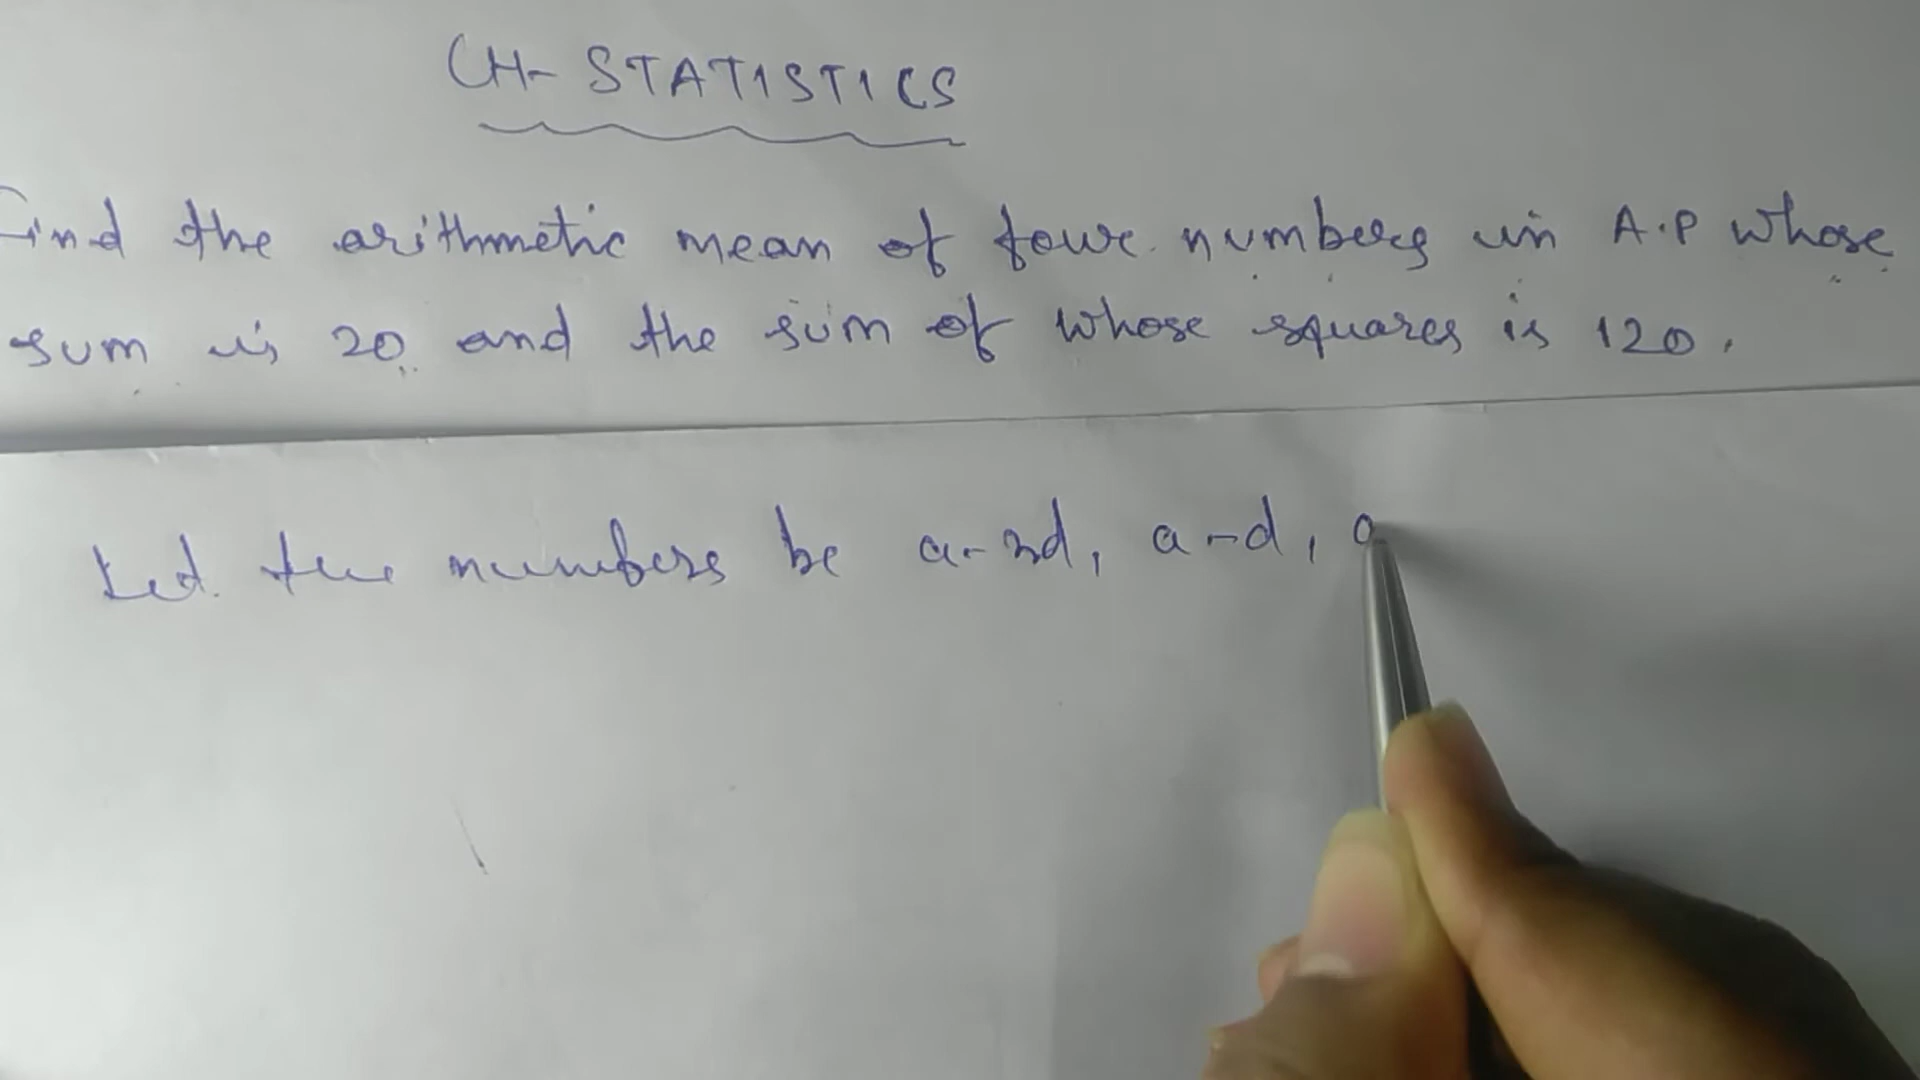 CH- STATISTICS
Find the arithmetic mean of four numbers in A.P whose
sum is 20 and the sum of whose squares is 120.
Let the numbers be a-3d, a-d, a